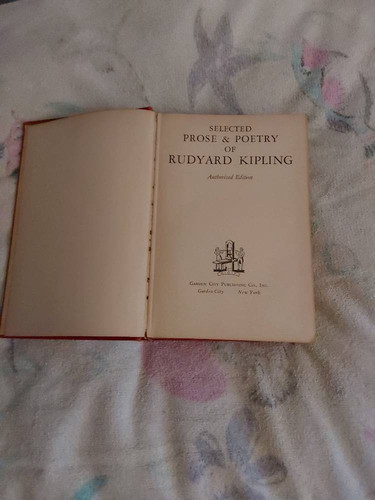 SELECTED
PROSE & POETRY
OF
RUDYARD KIPLING
Authorized Edition
GARDEN CITY PUBLISHING CO., INC.
Garden City New York